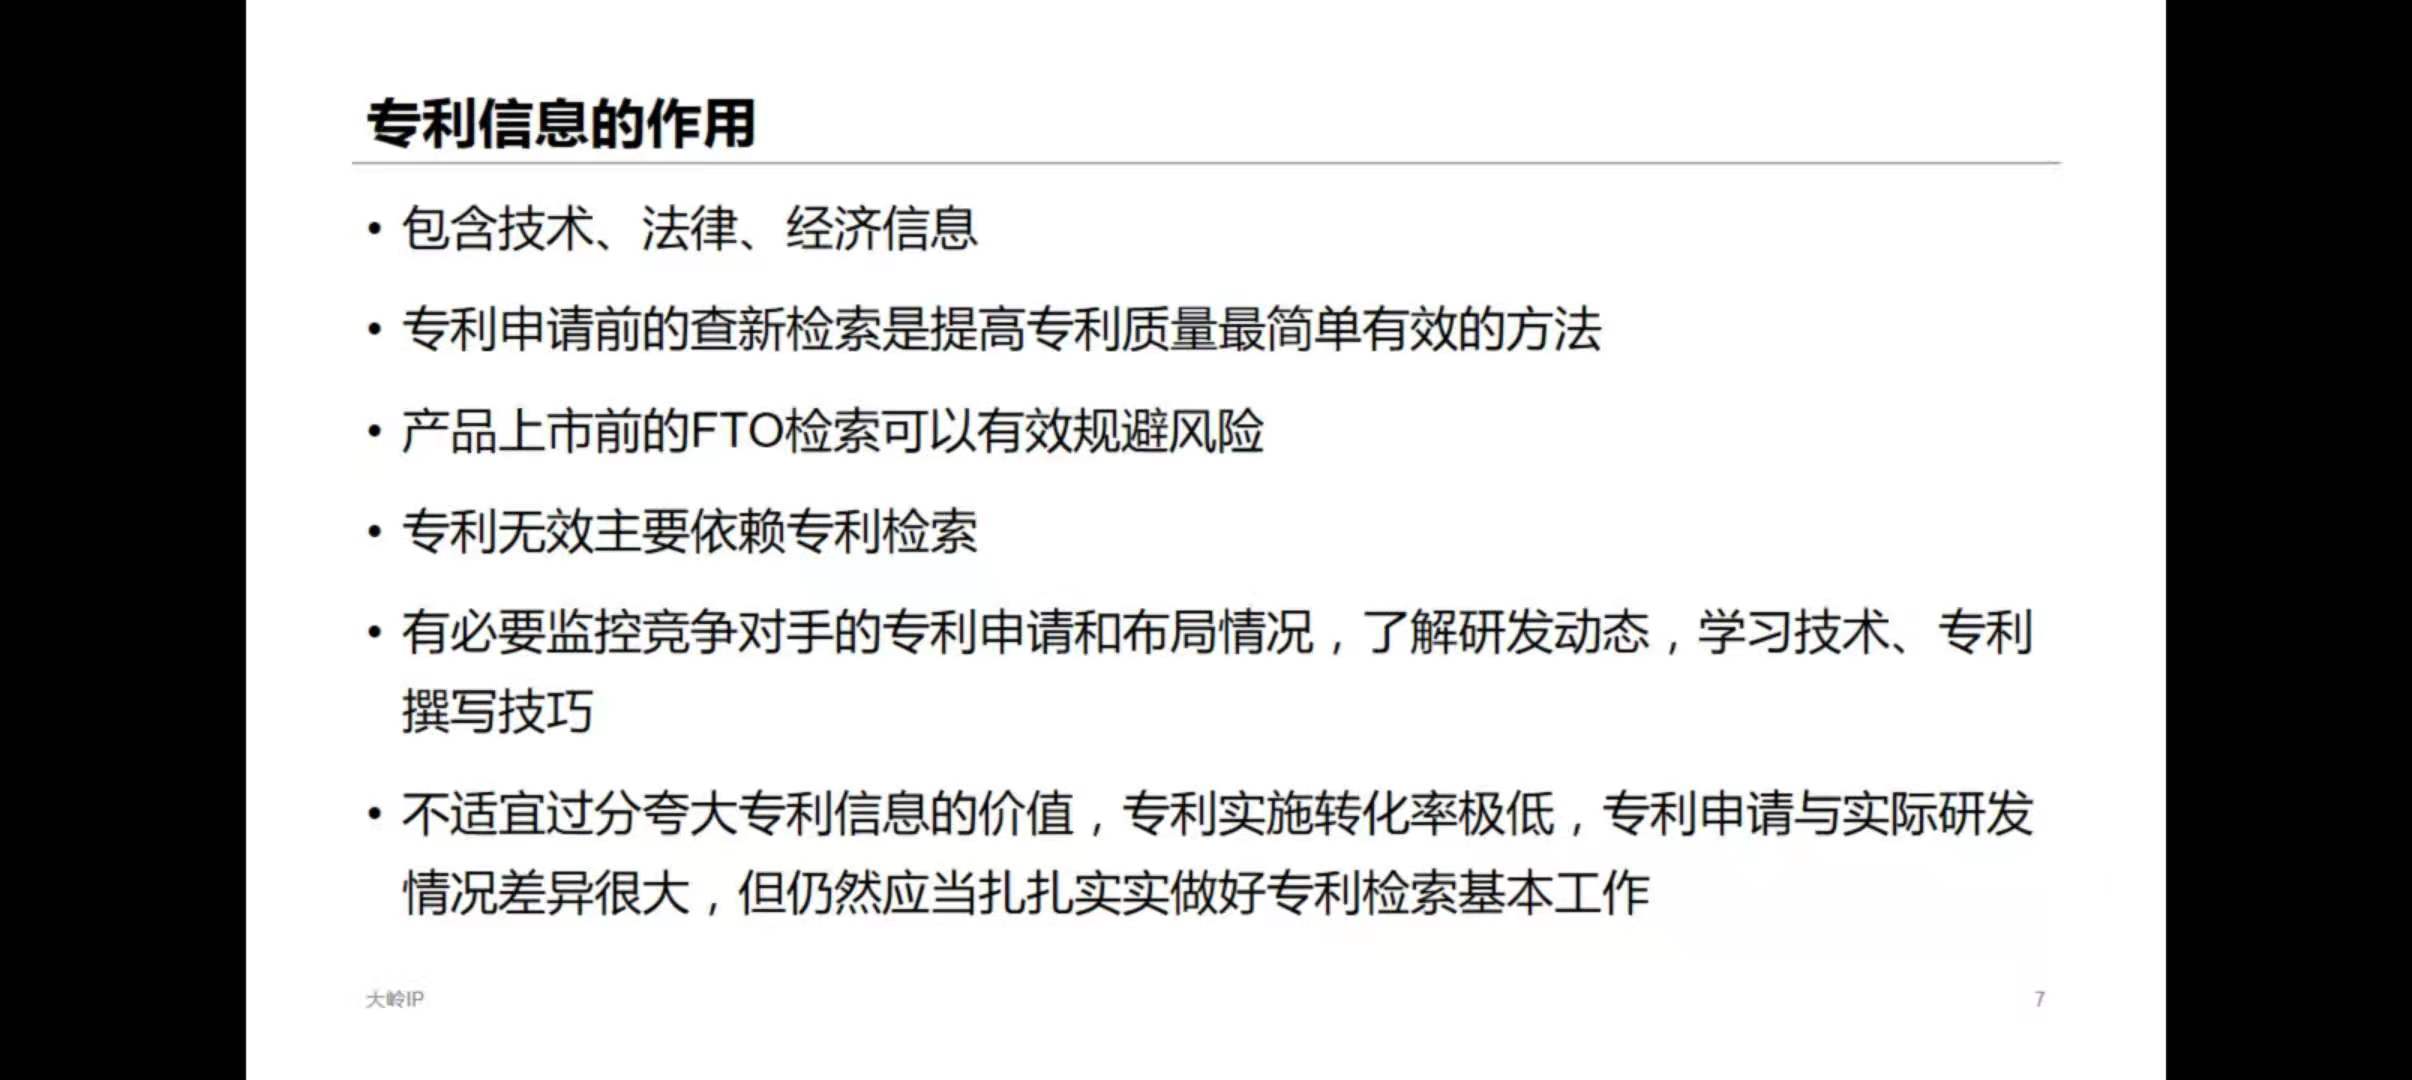 专利信息的作用
• 包含技术、法律、经济信息
• 专利申请前的查新检索是提高专利质量最简单有效的方法
• 产品上市前的FTO检索可以有效规避风险
• 专利无效主要依赖专利检索
• 有必要监控竞争对手的专利申请和布局情况，了解研发动态，学习技术、专利
撰写技巧
• 不适宜过分夸大专利信息的价值，专利实施转化率极低，专利申请与实际研发
情况差异很大，但仍然应当扎扎实实做好专利检索基本工作
大岭IP
7